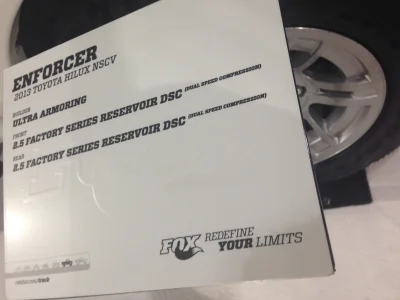 ENFORCER
2013 TOYOTA HILUX NSCV
BUILDER
ULTRA ARMORING
FRONT
2.5 FACTORY SERIES RESERVOIR DSC (DUAL SPEED COMPRESSION)
REAR
2.5 FACTORY SERIES RESERVOIR DSC (DUAL SPEED COMPRESSION)
FOX REDEFINE
YOUR LIMITS